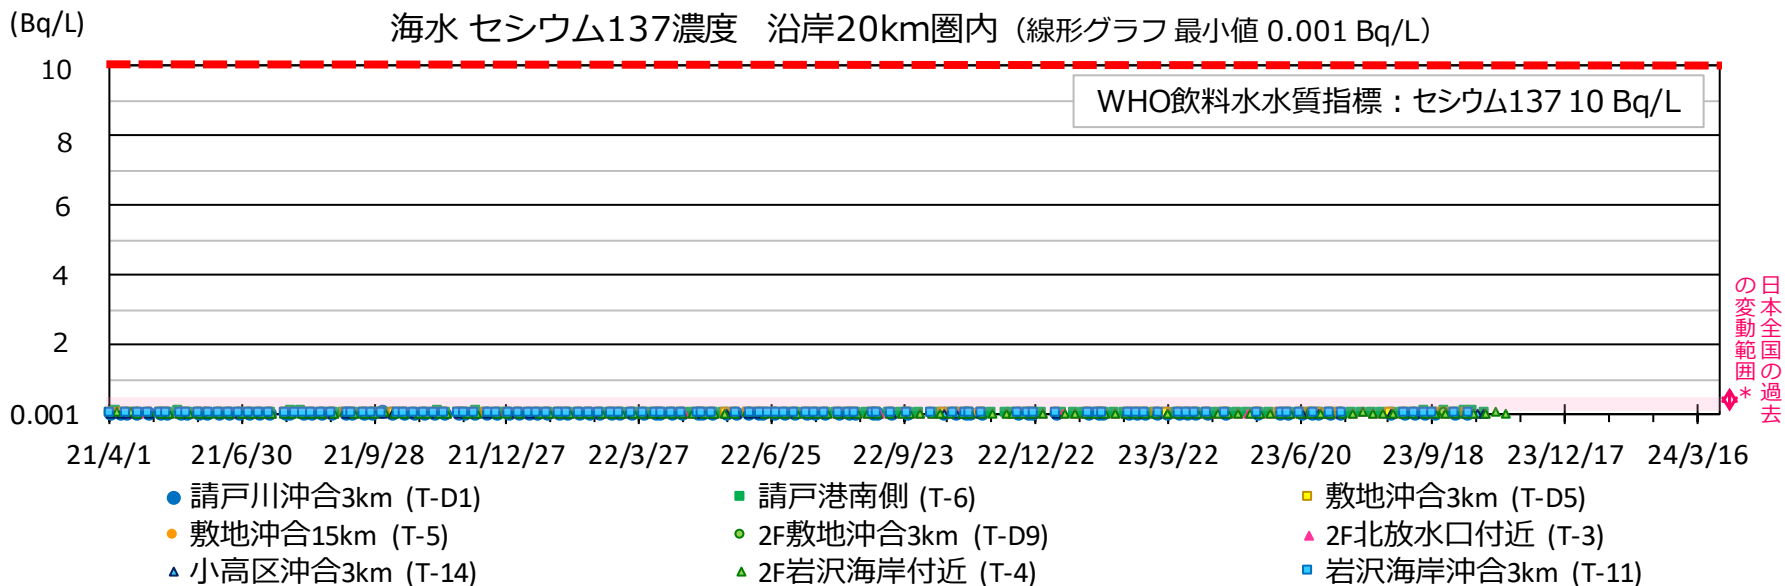 (Bq/L)
海水 セシウム137濃度 沿岸20km圏内（線形グラフ 最小値 0.001 Bq/L）
10
WHO飲料水水質指標：セシウム137 10 Bq/L
8
6
4
2
0.001
日本全国の過去
の変動範囲*
21/4/1 21/6/30 21/9/28 21/12/27 22/3/27 22/6/25 22/9/23 22/12/22 23/3/22 23/6/20 23/9/18 23/12/17 24/3/16
請戸川沖合3km (T-D1) 請戸港南側 (T-6) 敷地沖合3km (T-D5)
敷地沖合15km (T-5) 2F敷地沖合3km (T-D9) 2F北放水口付近 (T-3)
小高区沖合3km (T-14) 2F岩沢海岸付近 (T-4) 岩沢海岸沖合3km (T-11)